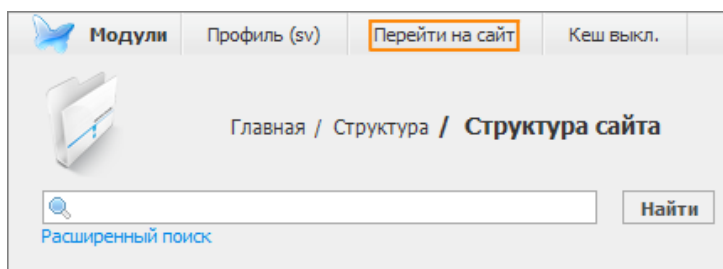 Модули Профиль (sv) Перейти на сайт Кеш выкл.
Главная / Структура / Структура сайта
Найти
Расширенный поиск